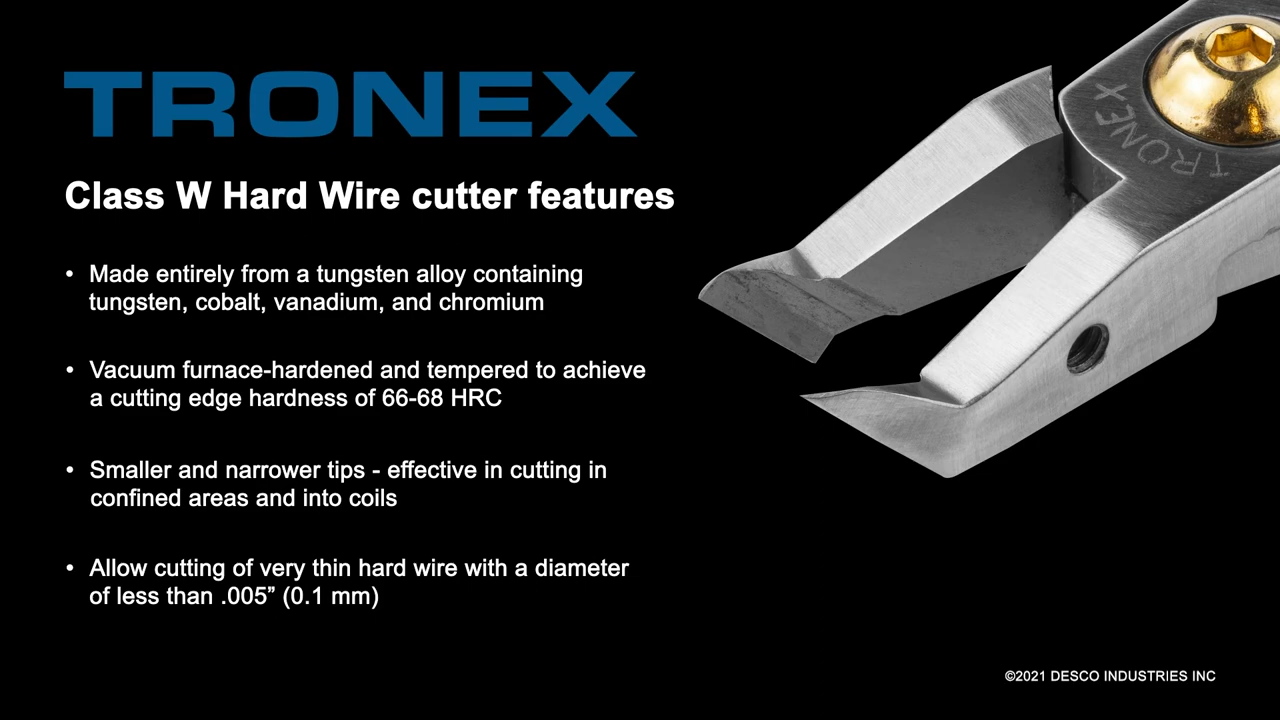 TRONEX
Class W Hard Wire cutter features
• Made entirely from a tungsten alloy containing
tungsten, cobalt, vanadium, and chromium
• Vacuum furnace-hardened and tempered to achieve
a cutting edge hardness of 66-68 HRC
• Smaller and narrower tips - effective in cutting in
confined areas and into coils
• Allow cutting of very thin hard wire with a diameter
of less than .005” (0.1 mm)
TRONEX
©2021 DESCO INDUSTRIES INC